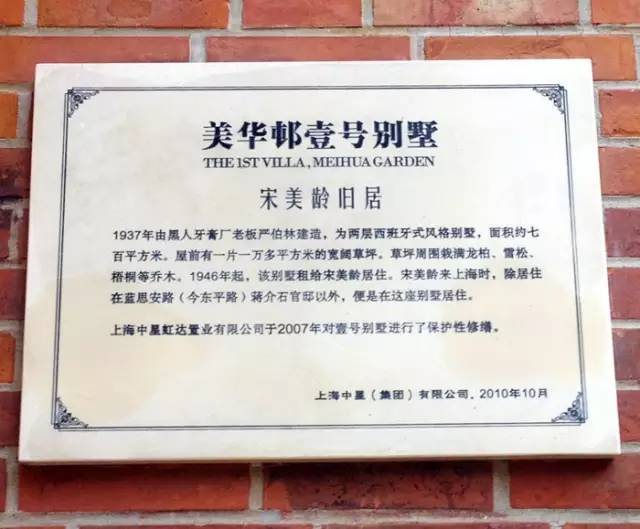 美华邨壹号别墅
THE 1ST VILLA, MEIHUA GARDEN
宋美龄旧居
1937年由黑人牙膏厂老板严伯林建造，为两层西班牙式风格别墅，面积约七
百平方米。屋前有一片一万多平方米的宽阔草坪。草坪周围栽满龙柏、雪松、
梧桐等乔木。1946年起，该别墅租给宋美龄居住。宋美龄来上海时，除居住
在蓝思安路（今东平路）蒋介石官邸以外，便是在这座别墅居住。
上海中星虹达置业有限公司于2007年对壹号别墅进行了保护性修缮。
上海中星（集团）有限公司，2010年10月